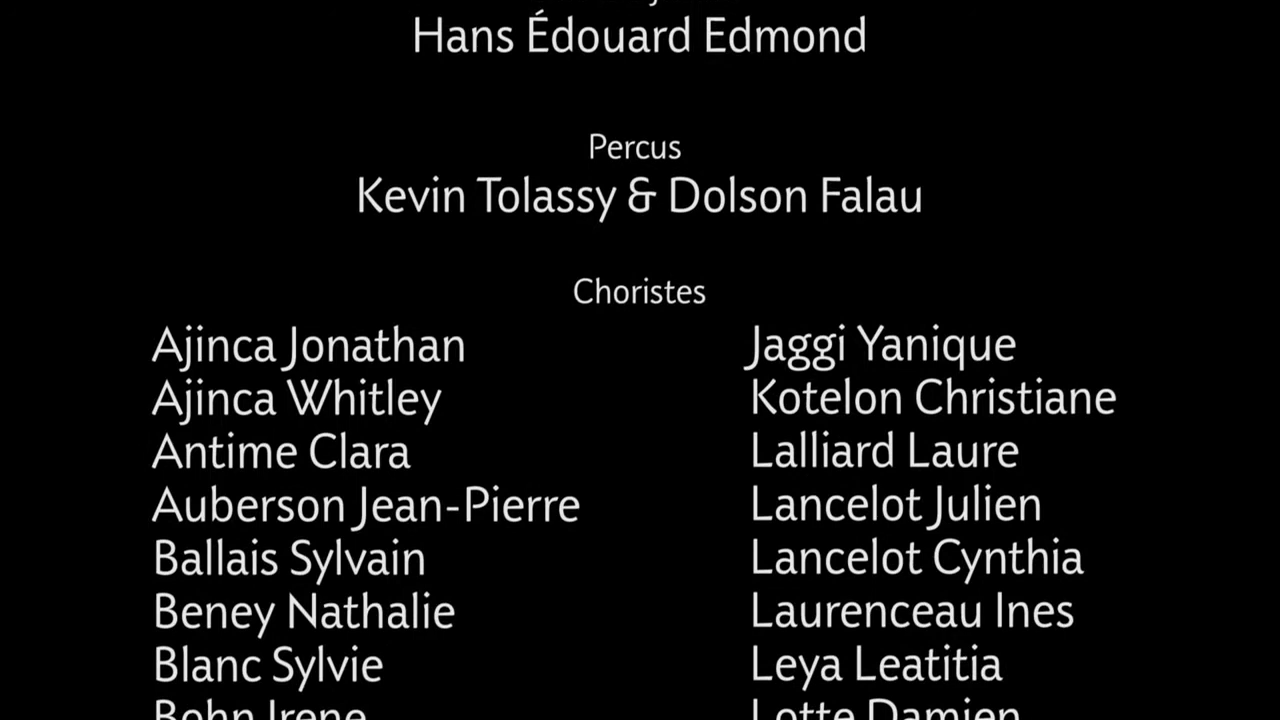 Hans Édouard Edmond
Percus
Kevin Tolassy & Dolson Falau
Choristes
Ajinca Jonathan
Ajinca Whitley
Antime Clara
Auberson Jean-Pierre
Ballais Sylvain
Beney Nathalie
Blanc Sylvie
Bohn Irene
Jaggi Yanique
Kotelon Christiane
Lalliard Laure
Lancelot Julien
Lancelot Cynthia
Laurenceau Ines
Leya Leatitia
Lotte Damien